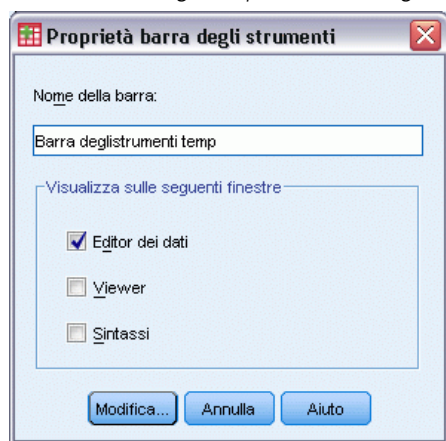 Proprietà barra degli strumenti
Nome della barra:
Barra deglistrumenti temp
Visualizza sulle seguenti finestre
Editor dei dati
Viewer
Sintassi
Modifica... Annulla Aiuto